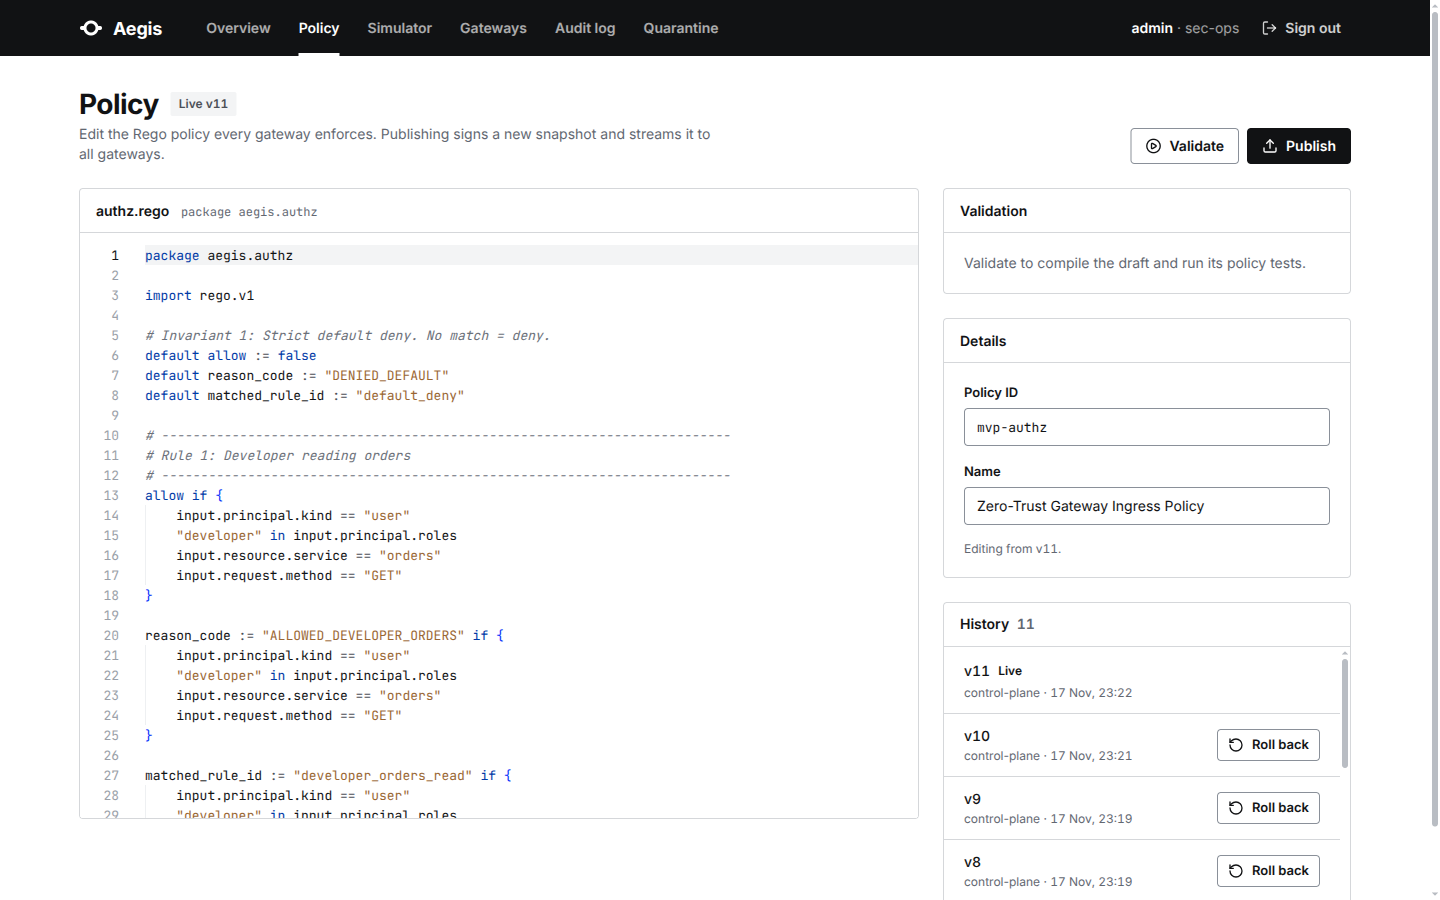 Aegis
Overview
Policy
Simulator
Gateways
Audit log
Quarantine
admin · sec-ops
Sign out
Policy
Live v11
Edit the Rego policy every gateway enforces. Publishing signs a new snapshot and streams it to
all gateways.
Validate
Publish
authz.rego package aegis.authz
1 package aegis.authz
2
3 import rego.v1
4
5 # Invariant 1: Strict default deny. No match = deny.
6 default allow := false
7 default reason_code := "DENIED_DEFAULT"
8 default matched_rule_id := "default_deny"
9
10 # -------------------------------------------------------------------------
11 # Rule 1: Developer reading orders
12 # -------------------------------------------------------------------------
13 allow if {
14     input.principal.kind == "user"
15     "developer" in input.principal.roles
16     input.resource.service == "orders"
17     input.request.method == "GET"
18 }
19
20 reason_code := "ALLOWED_DEVELOPER_ORDERS" if {
21     input.principal.kind == "user"
22     "developer" in input.principal.roles
23     input.resource.service == "orders"
24     input.request.method == "GET"
25 }
26
27 matched_rule_id := "developer_orders_read" if {
28     input.principal.kind == "user"
29     "developer" in input.principal.roles
Validation
Validate to compile the draft and run its policy tests.
Details
Policy ID
mvp-authz
Name
Zero-Trust Gateway Ingress Policy
Editing from v11.
History 11
v11 Live
control-plane · 17 Nov, 23:22
v10
control-plane · 17 Nov, 23:21
Roll back
v9
control-plane · 17 Nov, 23:19
Roll back
v8
control-plane · 17 Nov, 23:19
Roll back